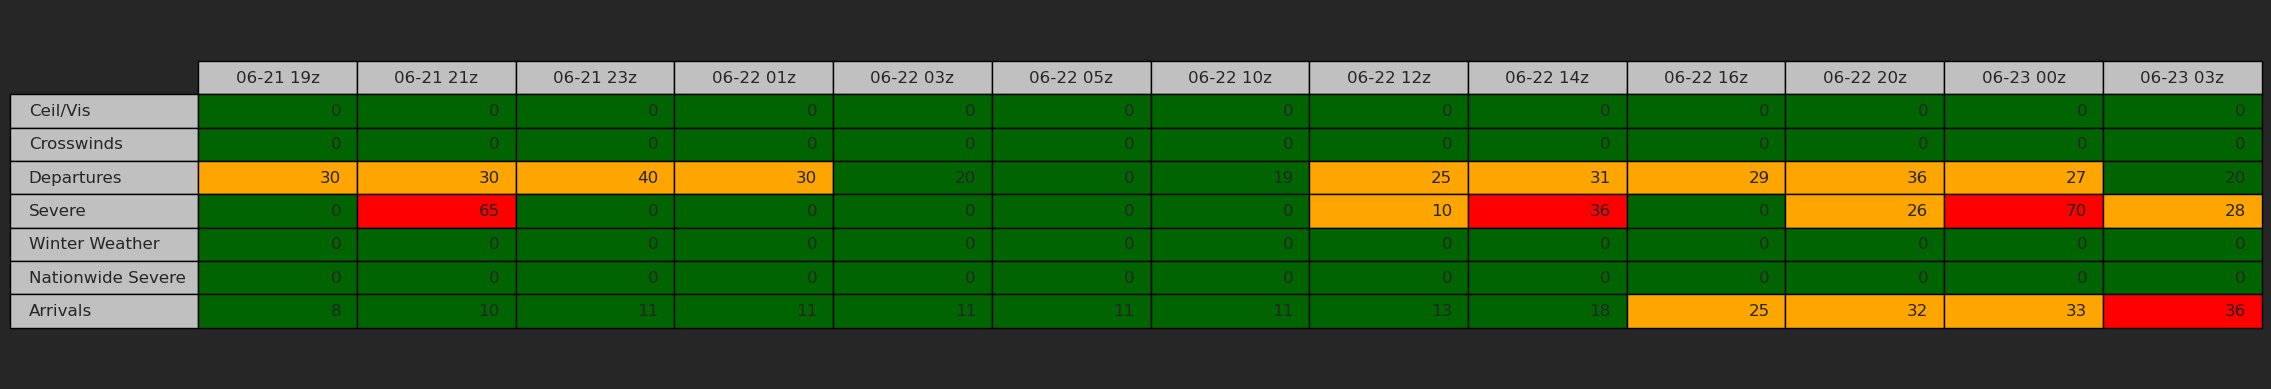 06-21 19z 06-21 21z 06-21 23z 06-22 01z 06-22 03z 06-22 05z 06-22 10z 06-22 12z 06-22 14z 06-22 16z 06-22 20z 06-23 00z 06-23 03z
Ceil/Vis 0 0 0 0 0 0 0 0 0 0 0 0 0
Crosswinds 0 0 0 0 0 0 0 0 0 0 0 0 0
Departures 30 30 40 30 20 0 19 25 31 29 36 27 20
Severe 0 65 0 0 0 0 0 10 36 0 26 70 28
Winter Weather 0 0 0 0 0 0 0 0 0 0 0 0 0
Nationwide Severe 0 0 0 0 0 0 0 0 0 0 0 0 0
Arrivals 8 10 11 11 11 11 11 13 18 25 32 33 36